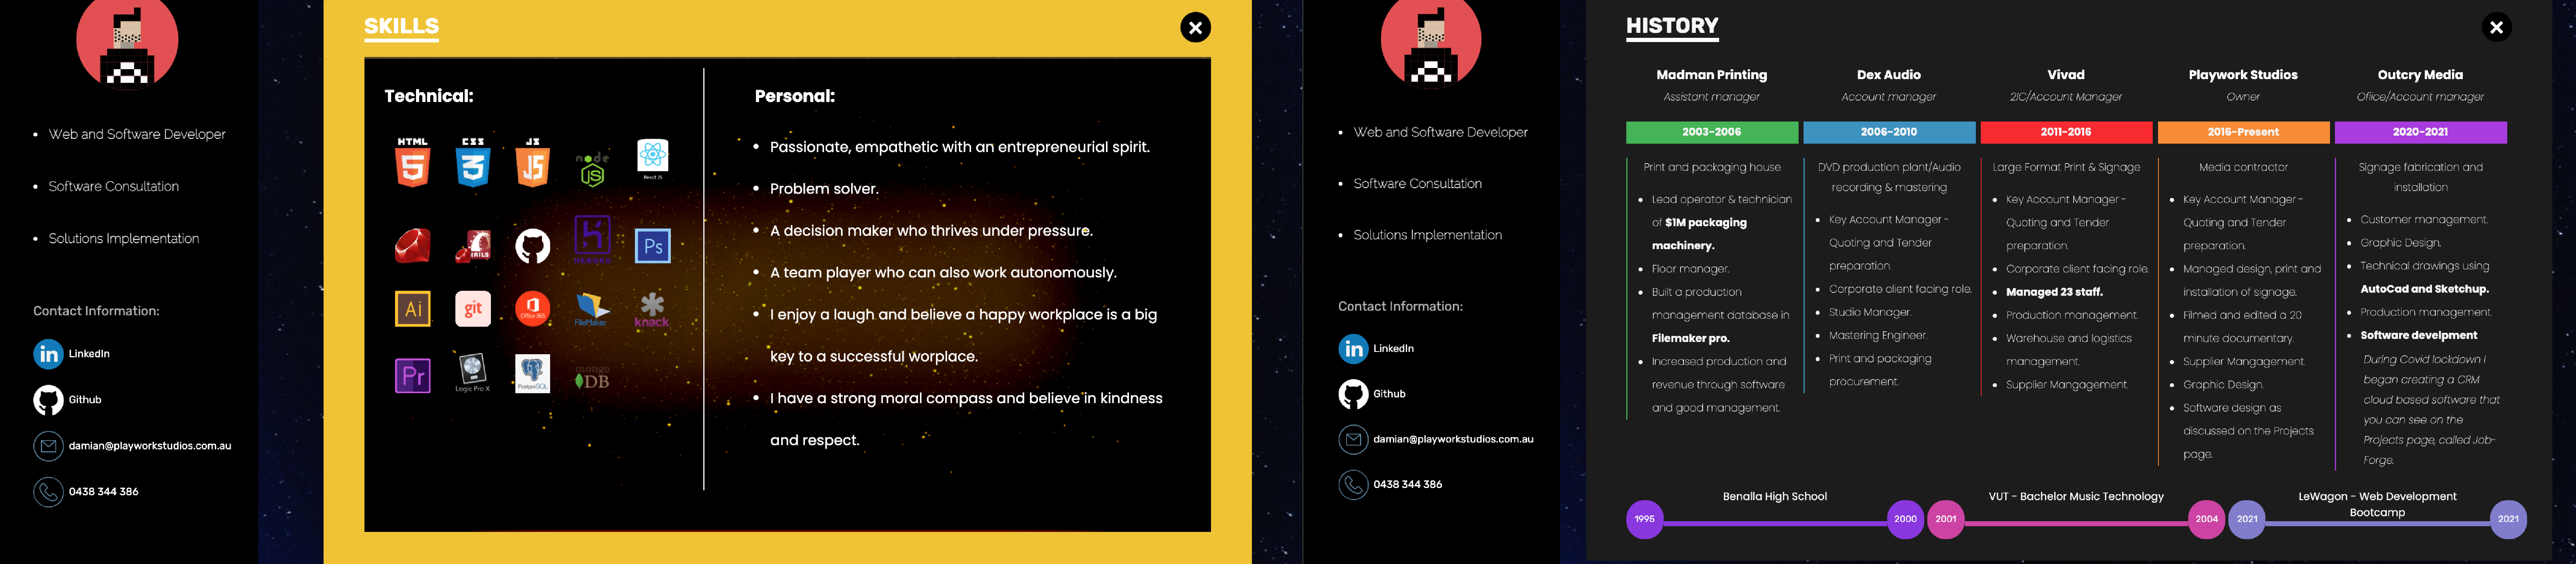 SKILLS
Technical:
HTML
5
CSS
3
JS
JS
node
JS
React JS
RAILS
HEROKU
Ps
Ai
git
Office 365
FileMaker
knack
Pr
Logic Pro X
PostgreSQL
mongo
DB
Personal:
• Passionate, empathetic with an entrepreneurial spirit.
• Problem solver.
• A decision maker who thrives under pressure.
• A team player who can also work autonomously.
• I enjoy a laugh and believe a happy workplace is a big
key to a successful worplace.
• I have a strong moral compass and believe in kindness
and respect.
• Web and Software Developer
• Software Consultation
• Solutions Implementation
Contact Information:
in LinkedIn
Github
damian@playworkstudios.com.au
0438 344 386
• Web and Software Developer
• Software Consultation
• Solutions Implementation
Contact Information:
in LinkedIn
Github
damian@playworkstudios.com.au
0438 344 386
HISTORY
Madman Printing
Assistant manager
2003-2006
Print and packaging house
• Lead operator & technician
of $1M packaging
machinery.
• Floor manager.
• Built a production
management database in
Filemaker pro.
• Increased production and
revenue through software
and good management.
Dex Audio
Account manager
2006-2010
DVD production plant/Audio
recording & mastering
• Key Account Manager -
Quoting and Tender
preparation.
• Corporate client facing role.
• Studio Manager.
• Mastering Engineer.
• Print and packaging
procurement.
Vivad
2IC/Account Manager
2011-2016
Large Format Print & Signage
• Key Account Manager -
Quoting and Tender
preparation.
• Corporate client facing role.
• Managed 23 staff.
• Production management.
• Warehouse and logistics
management.
• Supplier Mangagement.
Playwork Studios
Owner
2016-Present
Media contractor
• Key Account Manager -
Quoting and Tender
preparation.
• Managed design, print and
installation of signage.
• Filmed and edited a 20
minute documentary.
• Supplier Mangagement.
• Graphic Design.
• Software design as
discussed on the Projects
page.
Outcry Media
Ofiice/Account manager
2020-2021
Signage fabrication and
installation
• Customer management.
• Graphic Design.
• Technical drawings using
AutoCad and Sketchup.
• Production management.
• Software develpment
During Covid lockdown I
began creating a CRM
cloud based software that
you can see on the
Projects page, called Job-
Forge.
Benalla High School
1995
2000
VUT - Bachelor Music Technology
2001
2004
LeWagon - Web Development
Bootcamp
2021
2021